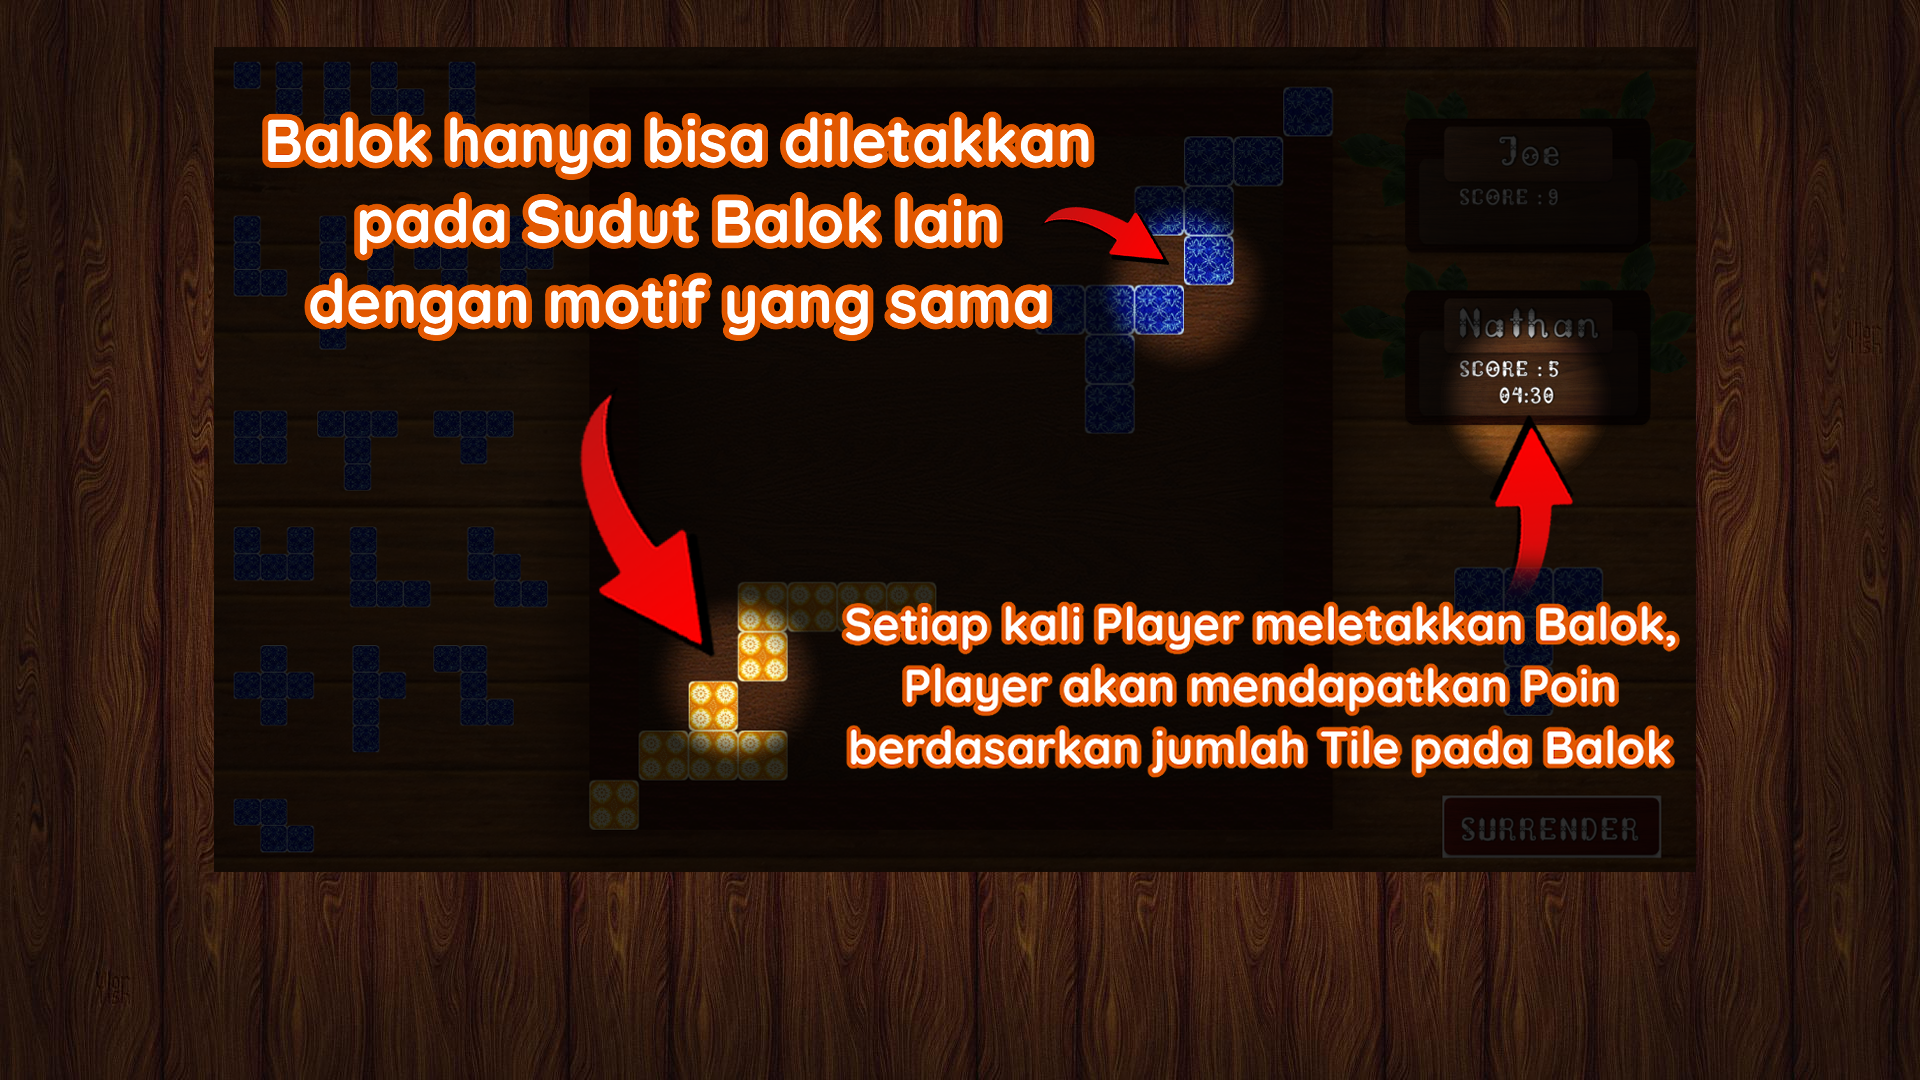 Balok hanya bisa diletakkan
pada Sudut Balok lain
dengan motif yang sama
Joe
SCORE : 9
Nathan
SCORE : 5
04:30
Setiap kali Player meletakkan Balok,
Player akan mendapatkan Poin
berdasarkan jumlah Tile pada Balok
SURRENDER